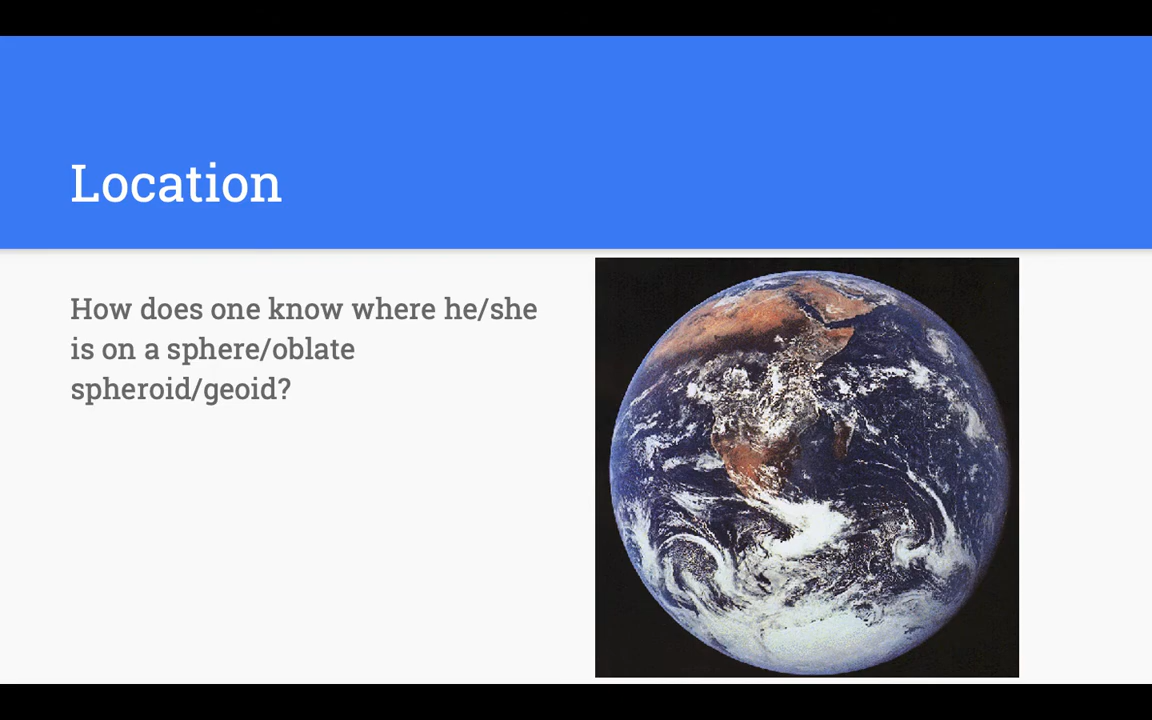 Location
How does one know where he/she
is on a sphere/oblate
spheroid/geoid?